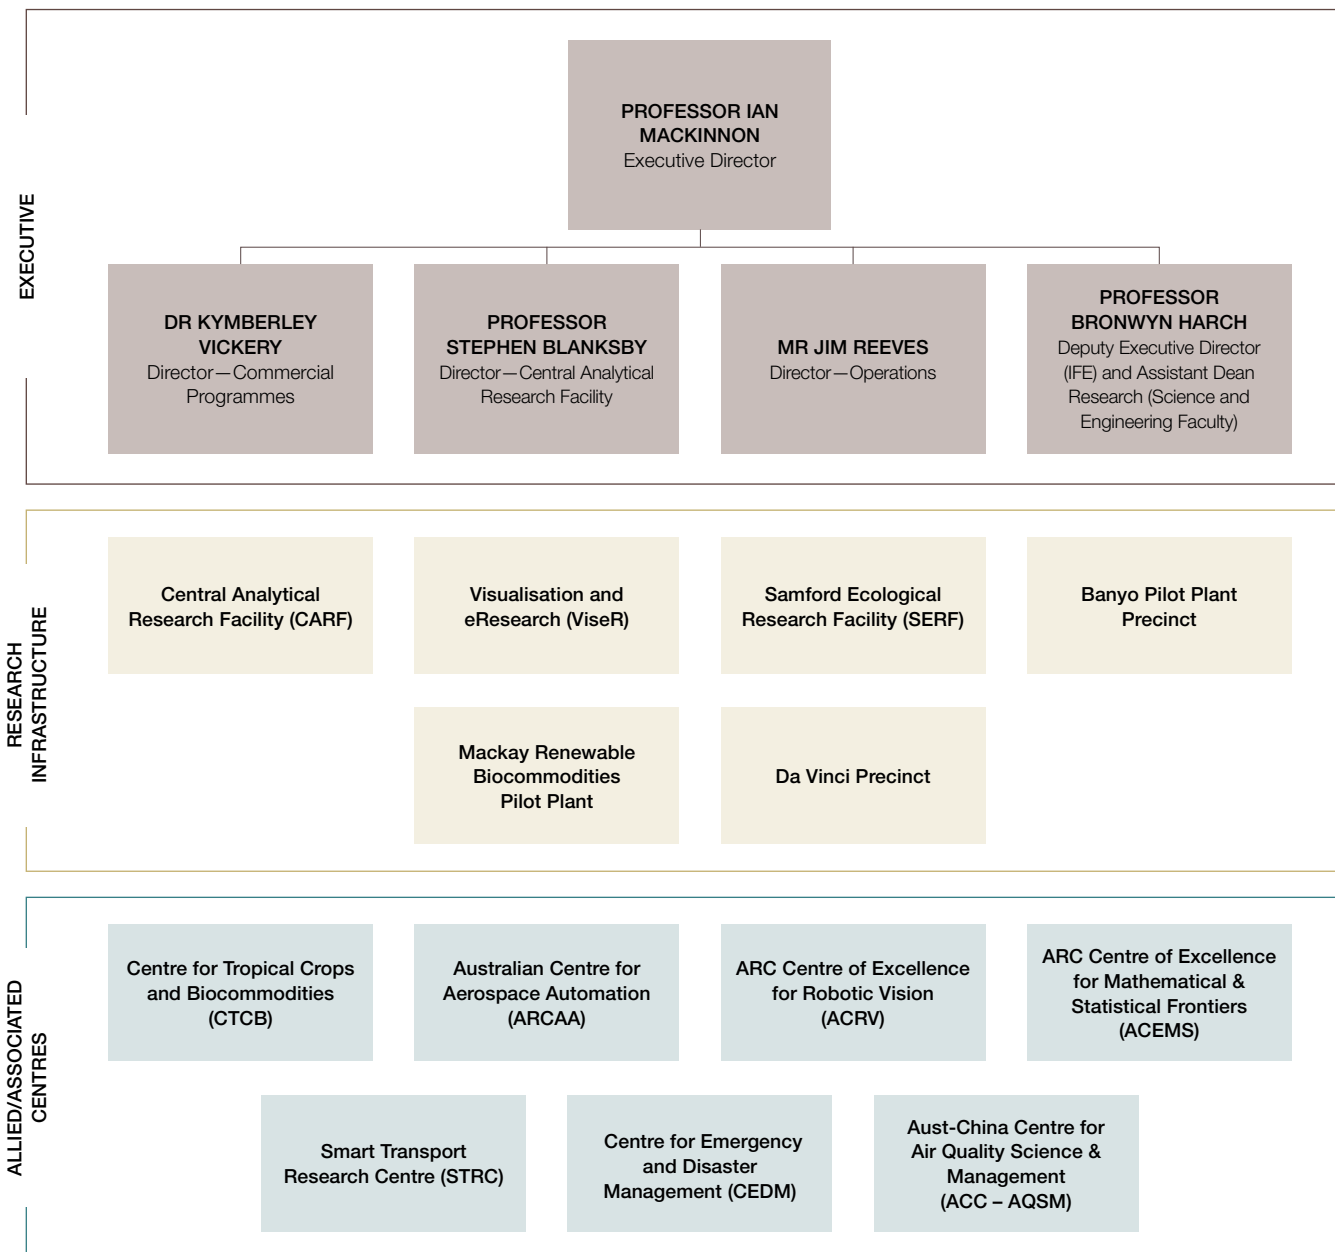 EXECUTIVE
PROFESSOR IAN
MACKINNON
Executive Director
DR KYMBERLEY
VICKERY
Director—Commercial
Programmes
PROFESSOR
STEPHEN BLANKSBY
Director—Central Analytical
Research Facility
MR JIM REEVES
Director—Operations
PROFESSOR
BRONWYN HARCH
Deputy Executive Director
(IFE) and Assistant Dean
Research (Science and
Engineering Faculty)
RESEARCH
INFRASTRUCTURE
Central Analytical
Research Facility (CARF)
Visualisation and
eResearch (ViseR)
Samford Ecological
Research Facility (SERF)
Banyo Pilot Plant
Precinct
Mackay Renewable
Biocommodities
Pilot Plant
Da Vinci Precinct
ALLIED/ASSOCIATED
CENTRES
Centre for Tropical Crops
and Biocommodities
(CTCB)
Australian Centre for
Aerospace Automation
(ARCAA)
ARC Centre of Excellence
for Robotic Vision
(ACRV)
ARC Centre of Excellence
for Mathematical &
Statistical Frontiers
(ACEMS)
Smart Transport
Research Centre (STRC)
Centre for Emergency
and Disaster
Management (CEDM)
Aust-China Centre for
Air Quality Science &
Management
(ACC – AQSM)